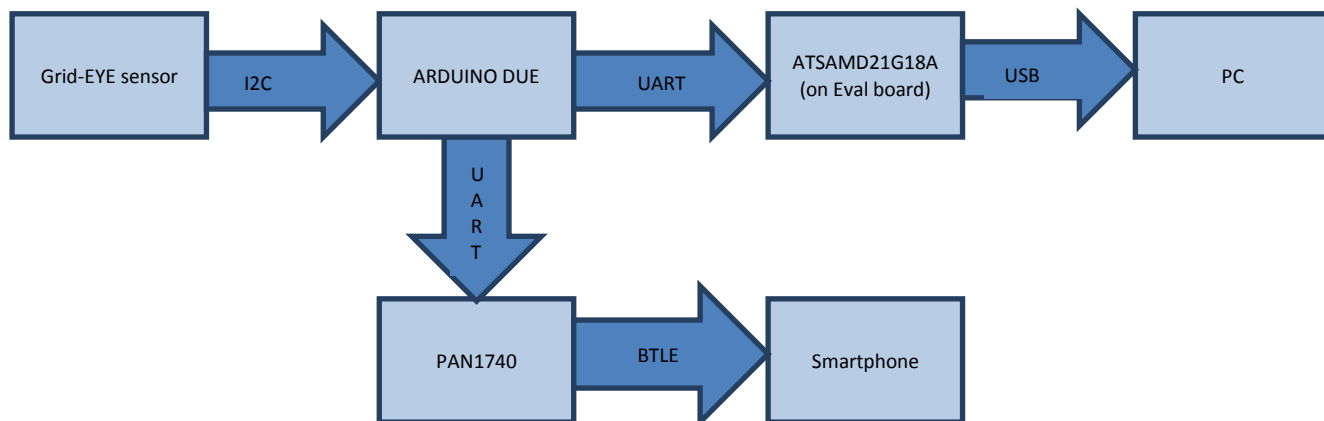 Grid-EYE sensor
I2C
ARDUINO DUE
UART
ATSAMD21G18A
(on Eval board)
USB
PC
U
A
R
T
PAN1740
BTLE
Smartphone